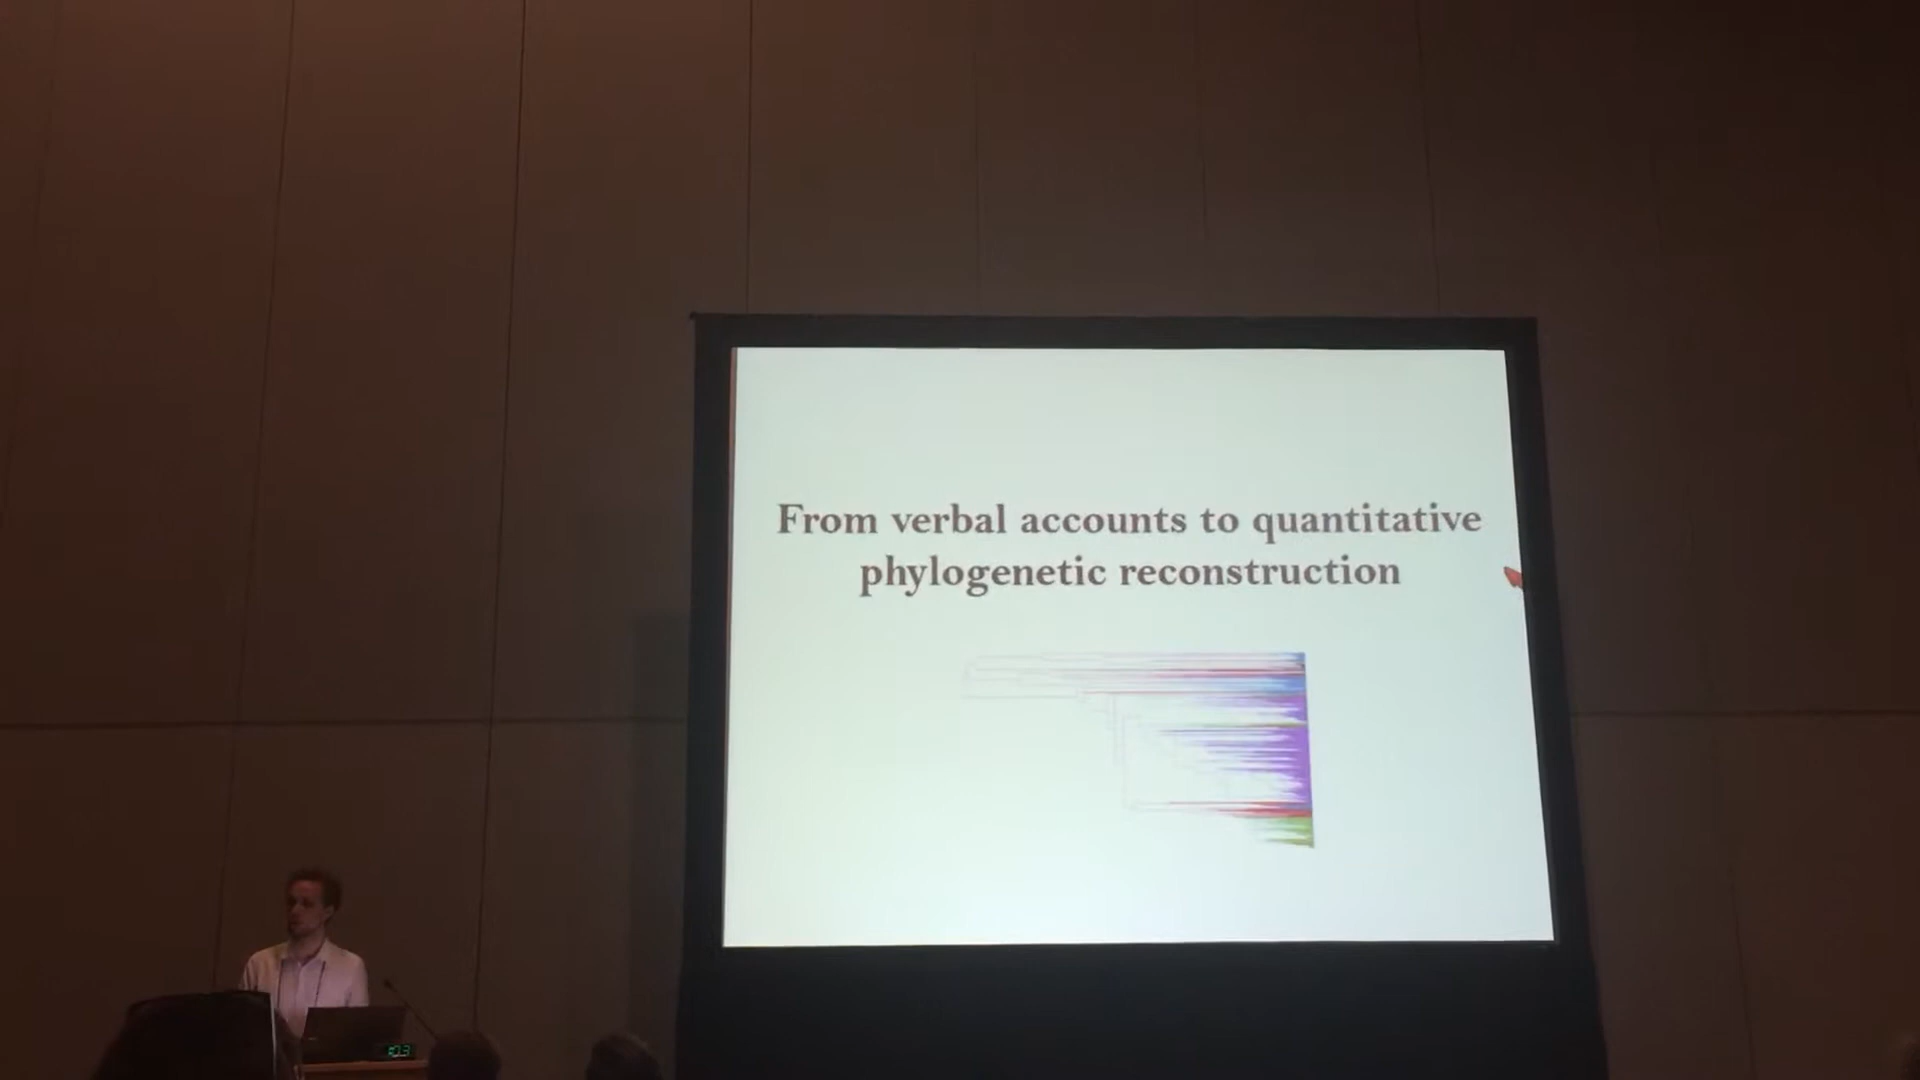 From verbal accounts to quantitative
phylogenetic reconstruction